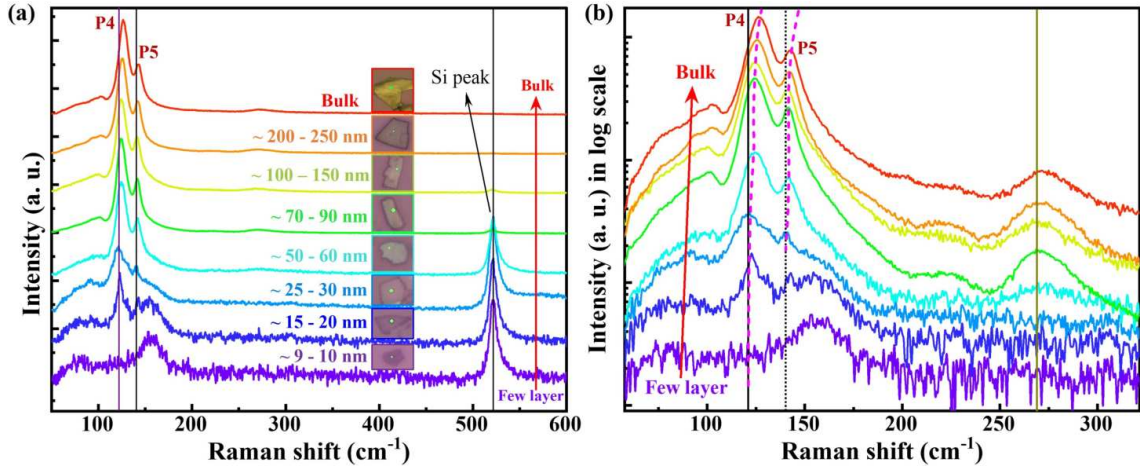 (a)
P4
P5
Si peak
Bulk
Bulk
~ 200 - 250 nm
~ 100 – 150 nm
~ 70 - 90 nm
~ 50 - 60 nm
~ 25 - 30 nm
~ 15 - 20 nm
~ 9 - 10 nm
Few layer
Intensity (a. u.)
50 100 200 300 400 500 600
Raman shift (cm⁻¹)
(b)
P4
P5
Bulk
Few layer
Intensity (a. u.) in log scale
100 150 200 250 300
Raman shift (cm⁻¹)